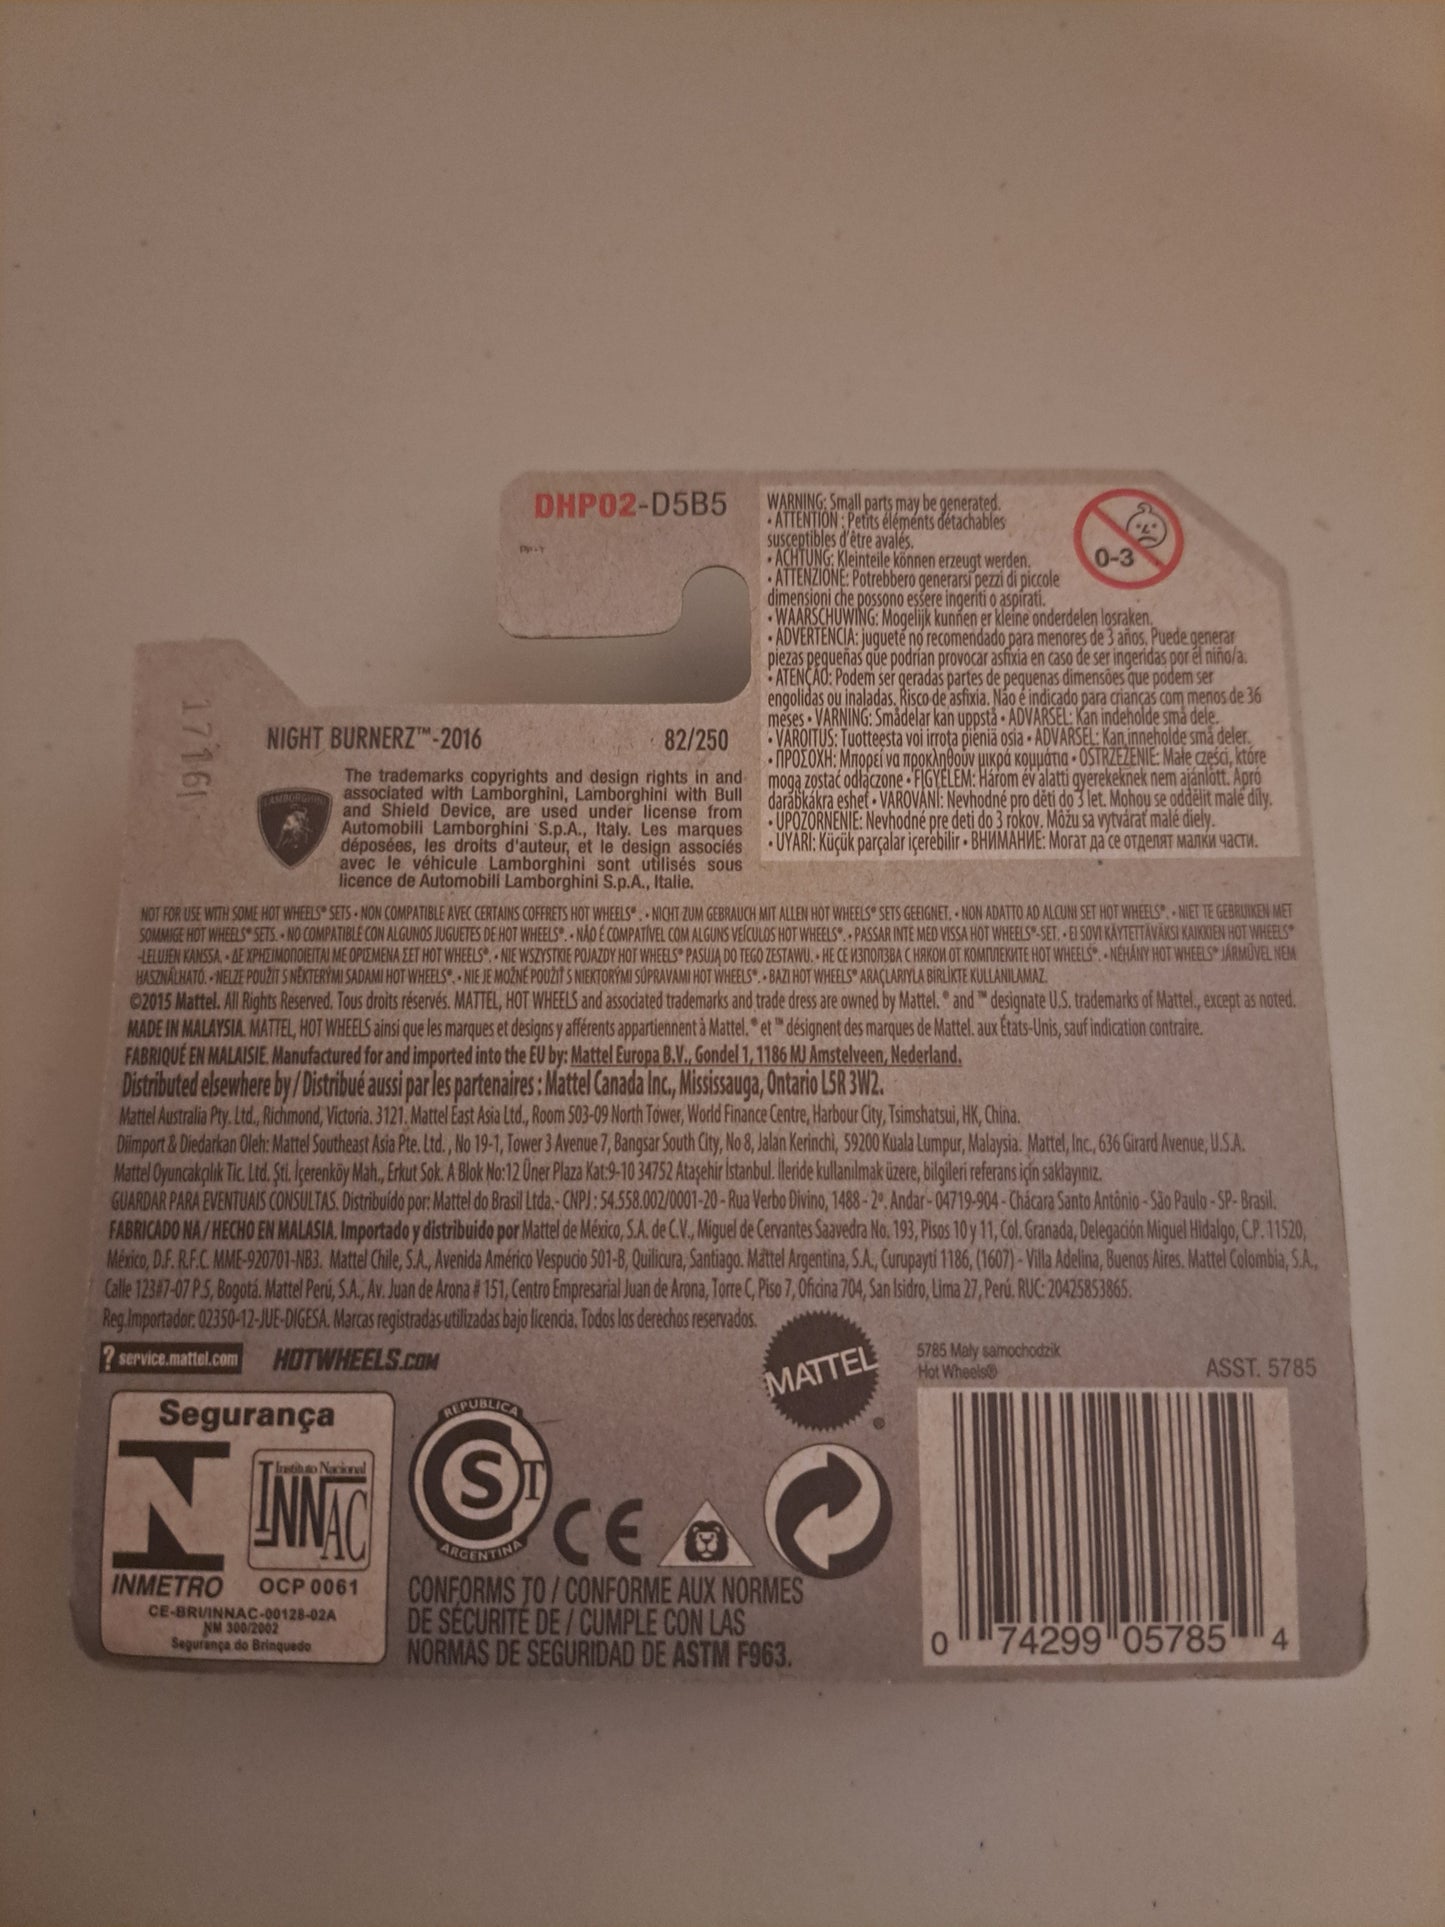 DHP02-D5B5
WARNING: Small parts may be generated.
• ATTENTION : Petits éléments détachables
susceptibles d'être avalés.
• ACHTUNG: Kleinteile können erzeugt werden.
• ATTENZIONE: Potrebbero generarsi pezzi di piccole
dimensioni che possono essere ingeriti o aspirati.
• WAARSCHUWING: Mogelijk kunnen er kleine onderdelen losraken.
• ADVERTENCIA: juguete no recomendado para menores de 3 años. Puede generar
piezas pequeñas que podrían provocar asfixia en caso de ser ingeridas por el niño/a.
• ATENÇÃO: Podem ser geradas partes de pequenas dimensões que podem ser
engolidas ou inaladas. Risco de asfixia. Não é indicado para crianças com menos de 36
meses • VARNING: Smådelar kan uppstå • ADVARSEL: Kan indeholde små dele.
• VAROITUS: Tuotteesta voi irrota pieniä osia • ADVARSEL: Kan inneholde små deler.
• ΠΡΟΣΟΧΗ: Μπορεί να προκληθούν μικρά κομμάτια • OSTRZEŻENIE: Małe części, które
mogą zostać odłączone • FIGYELEM: Három év alatti gyerekeknek nem ajánlott. Apró
darabkákra eshet • VAROVÁNÍ: Nevhodné pro děti do 3 let. Mohou se oddělit malé díly.
• UPOZORNENIE: Nevhodné pre deti do 3 rokov. Môžu sa vytvárať malé diely.
• UYARI: Küçük parçalar içerebilir • ВНИМАНИЕ: Могат да се отделят малки части.
0-3
17161
NIGHT BURNERZ™-2016 82/250
LAMBORGHINI
The trademarks copyrights and design rights in and
associated with Lamborghini, Lamborghini with Bull
and Shield Device, are used under license from
Automobili Lamborghini S.p.A., Italy. Les marques
déposées, les droits d'auteur, et le design associés
avec le véhicule Lamborghini sont utilisés sous
licence de Automobili Lamborghini S.p.A., Italie.
NOT FOR USE WITH SOME HOT WHEELS® SETS • NON COMPATIBLE AVEC CERTAINS COFFRETS HOT WHEELS® . • NICHT ZUM GEBRAUCH MIT ALLEN HOT WHEELS® SETS GEEIGNET. • NON ADATTO AD ALCUNI SET HOT WHEELS®. • NIET TE GEBRUIKEN MET
SOMMIGE HOT WHEELS® SETS. • NO COMPATIBLE CON ALGUNOS JUGUETES DE HOT WHEELS®. • NÃO É COMPATÍVEL COM ALGUNS VEÍCULOS HOT WHEELS®. • PASSAR INTE MED VISSA HOT WHEELS®-SET. • EI SOVI KÄYTETTÄVÄKSI KAIKKIEN HOT WHEELS®
-LELUJEN KANSSA. • ΔΕ ΧΡΗΣΙΜΟΠΟΙΕΙΤΑΙ ΜΕ ΟΡΙΣΜΕΝΑ ΣΕΤ HOT WHEELS®. • NIE WSZYSTKIE POJAZDY HOT WHEELS® PASUJĄ DO TEGO ZESTAWU. • НЕ СЕ ИЗПОЛЗВА С НЯКОИ ОТ КОМПЛЕКИТЕ HOT WHEELS®. • NÉHÁNY HOT WHEELS® JÁRMŰVEL NEM
HASZNÁLHATÓ. • NELZE POUŽÍT S NĚKTERÝMI SADAMI HOT WHEELS®. • NIE JE MOŽNÉ POUŽIŤ S NIEKTORÝMI SÚPRAVAMI HOT WHEELS®. • BAZI HOT WHEELS® ARAÇLARIYLA BİRLİKTE KULLANILAMAZ.
©2015 Mattel. All Rights Reserved. Tous droits réservés. MATTEL, HOT WHEELS and associated trademarks and trade dress are owned by Mattel. ® and ™ designate U.S. trademarks of Mattel., except as noted.
MADE IN MALAYSIA. MATTEL, HOT WHEELS ainsi que les marques et designs y afférents appartiennent à Mattel. ® et ™ désignent des marques de Mattel. aux États-Unis, sauf indication contraire.
FABRIQUÉ EN MALAISIE. Manufactured for and imported into the EU by: Mattel Europa B.V., Gondel 1, 1186 MJ Amstelveen, Nederland.
Distributed elsewhere by / Distribué aussi par les partenaires : Mattel Canada Inc., Mississauga, Ontario L5R 3W2.
Mattel Australia Pty. Ltd., Richmond, Victoria. 3121. Mattel East Asia Ltd., Room 503-09 North Tower, World Finance Centre, Harbour City, Tsimshatsui, HK, China.
Diimport & Diedarkan Oleh: Mattel Southeast Asia Pte. Ltd. , No 19-1, Tower 3 Avenue 7, Bangsar South City, No 8, Jalan Kerinchi, 59200 Kuala Lumpur, Malaysia. Mattel, Inc., 636 Girard Avenue, U.S.A.
Mattel Oyuncakçılık Tic. Ltd. Şti. İçerenköy Mah., Erkut Sok. A Blok No:12 Üner Plaza Kat:9-10 34752 Ataşehir İstanbul. İleride kullanılmak üzere, bilgileri referans için saklayınız.
GUARDAR PARA EVENTUAIS CONSULTAS. Distribuído por: Mattel do Brasil Ltda. - CNPJ : 54.558.002/0001-20 - Rua Verbo Divino, 1488 - 2º. Andar - 04719-904 - Chácara Santo Antônio - São Paulo - SP- Brasil.
FABRICADO NA / HECHO EN MALASIA. Importado y distribuido por Mattel de México, S.A. de C.V., Miguel de Cervantes Saavedra No. 193, Pisos 10 y 11, Col. Granada, Delegación Miguel Hidalgo, C.P. 11520,
México, D.F. R.F.C. MME-920701-NB3. Mattel Chile, S.A., Avenida Américo Vespucio 501-B, Quilicura, Santiago. Mattel Argentina, S.A., Curupaytí 1186, (1607) - Villa Adelina, Buenos Aires. Mattel Colombia, S.A.,
Calle 123#7-07 P.5, Bogotá. Mattel Perú, S.A., Av. Juan de Arona # 151, Centro Empresarial Juan de Arona, Torre C, Piso 7, Oficina 704, San Isidro, Lima 27, Perú. RUC: 20425853865.
Reg.Importador: 02350-12-JUE-DIGESA. Marcas registradas utilizadas bajo licencia. Todos los derechos reservados.
? service.mattel.com HOTWHEELS.COM
MATTEL ®
5785 Mały samochodzik
Hot Wheels®
ASST. 5785
Segurança
Instituto Nacional
INNAC
INMETRO OCP 0061
CE-BRI/INNAC-00128-02A
NM 300/2002
Segurança do Brinquedo
REPUBLICA
S T
ARGENTINA
CE
CONFORMS TO / CONFORME AUX NORMES
DE SÉCURITÉ DE / CUMPLE CON LAS
NORMAS DE SEGURIDAD DE ASTM F963.
0 74299 05785 4